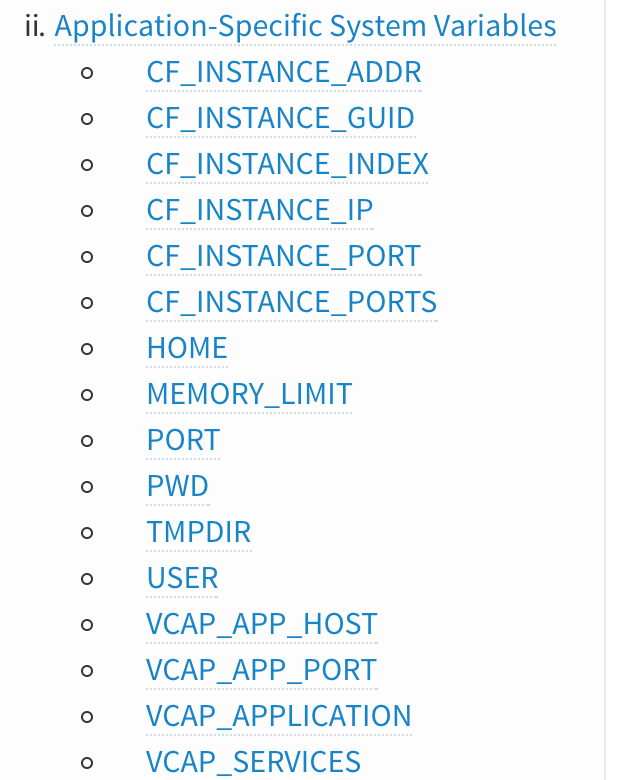 ii. Application-Specific System Variables
CF_INSTANCE_ADDR
CF_INSTANCE_GUID
CF_INSTANCE_INDEX
CF_INSTANCE_IP
CF_INSTANCE_PORT
CF_INSTANCE_PORTS
HOME
MEMORY_LIMIT
PORT
PWD
TMPDIR
USER
VCAP_APP_HOST
VCAP_APP_PORT
VCAP_APPLICATION
VCAP_SERVICES